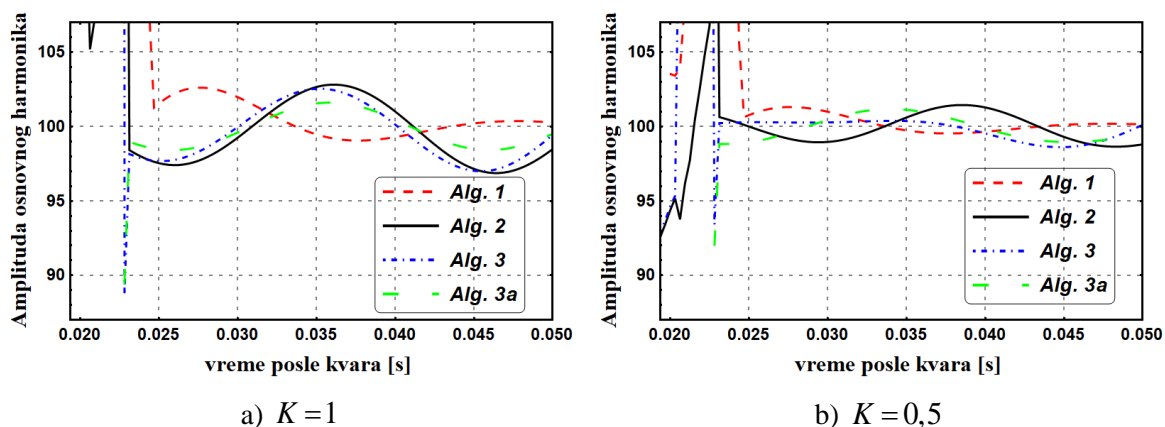 Amplituda osnovnog harmonika
105
100
95
90
0.020 0.025 0.030 0.035 0.040 0.045 0.050
vreme posle kvara [s]
Alg. 1
Alg. 2
Alg. 3
Alg. 3a
a) K = 1
Amplituda osnovnog harmonika
105
100
95
90
0.020 0.025 0.030 0.035 0.040 0.045 0.050
vreme posle kvara [s]
Alg. 1
Alg. 2
Alg. 3
Alg. 3a
b) K = 0,5